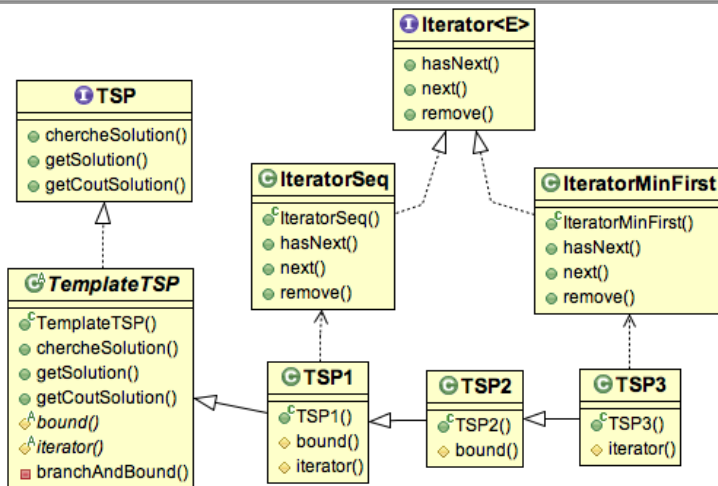 Iterator<E>
hasNext()
next()
remove()
TSP
chercheSolution()
getSolution()
getCoutSolution()
IteratorSeq
IteratorSeq()
hasNext()
next()
remove()
IteratorMinFirst
IteratorMinFirst()
hasNext()
next()
remove()
TemplateTSP
TemplateTSP()
chercheSolution()
getSolution()
getCoutSolution()
bound()
iterator()
branchAndBound()
TSP1
TSP1()
bound()
iterator()
TSP2
TSP2()
bound()
TSP3
TSP3()
iterator()